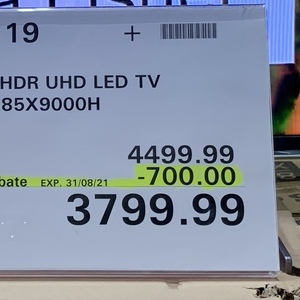 19 +
HDR UHD LED TV
85X9000H
4499.99
bate EXP. 31/08/21 -700.00
3799.99